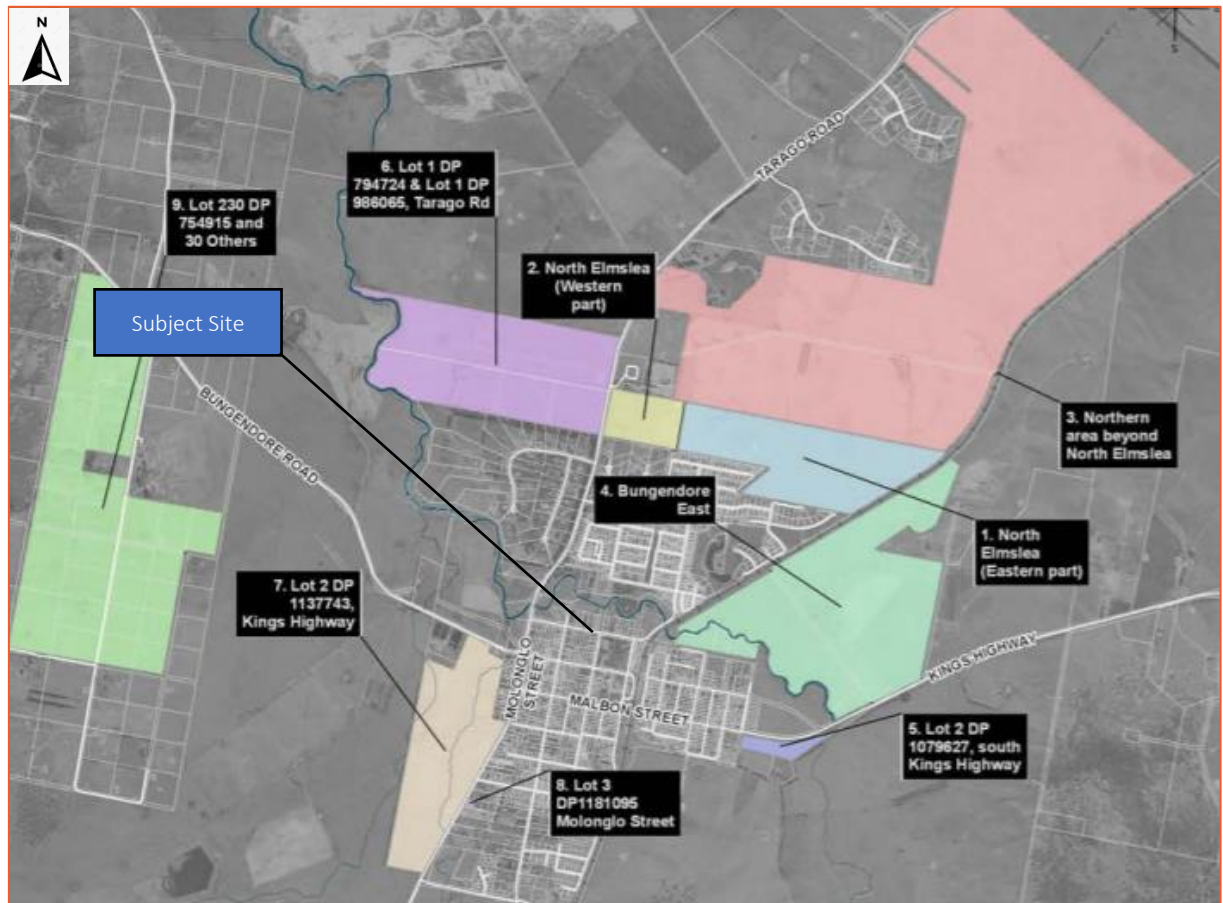 N
S
TARAGO ROAD
6. Lot 1 DP
794724 & Lot 1 DP
986065, Tarago Rd
9. Lot 230 DP
754915 and
30 Others
2. North Elmslea
(Western
part)
Subject Site
BUNGENDORE ROAD
3. Northern
area beyond
North Elmslea
4. Bungendore
East
1. North
Elmslea
(Eastern part)
7. Lot 2 DP
1137743,
Kings Highway
KINGS HIGHWAY
MOLONGLO
STREET
MALBON STREET
5. Lot 2 DP
1079627, south
Kings Highway
8. Lot 3
DP1181095
Molonglo Street